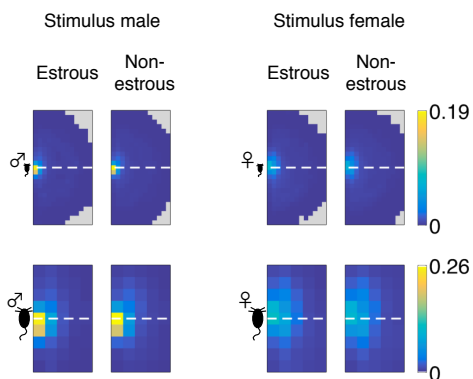 Stimulus male Stimulus female
Estrous Non-
estrous Estrous Non-
estrous
♂ ♀ 0.19
0
♂ ♀ 0.26
0